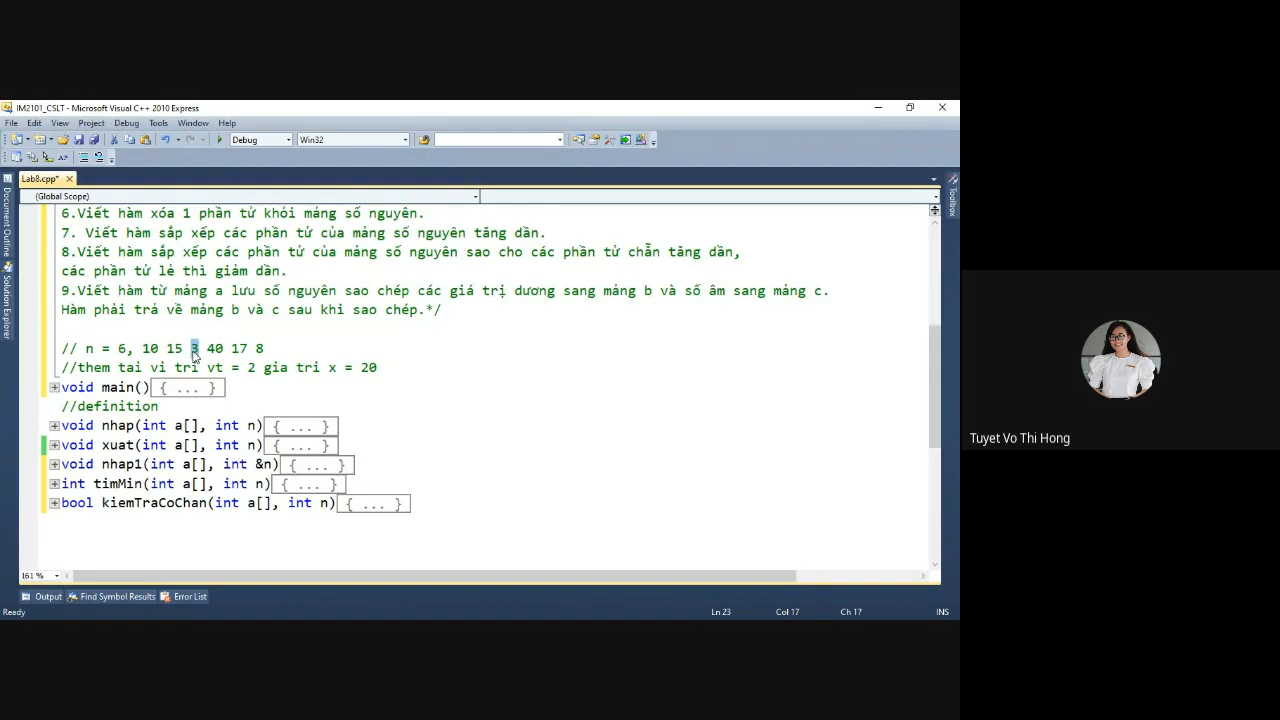 IM2101_CSLT - Microsoft Visual C++ 2010 Express
File Edit View Project Debug Tools Window Help
Debug Win32
Lab8.cpp*
(Global Scope)
6.Viết hàm xóa 1 phần tử khỏi mảng số nguyên.
7. Viết hàm sắp xếp các phần tử của mảng số nguyên tăng dần.
8.Viết hàm sắp xếp các phần tử của mảng số nguyên sao cho các phần tử chẵn tăng dần,
các phần tử lẻ thì giảm dần.
9.Viết hàm từ mảng a lưu số nguyên sao chép các giá trị dương sang mảng b và số âm sang mảng c.
Hàm phải trả về mảng b và c sau khi sao chép.*/
// n = 6, 10 15 3 40 17 8
//them tai vi tri vt = 2 gia tri x = 20
void main(){ ... }
//definition
void nhap(int a[], int n){ ... }
void xuat(int a[], int n){ ... }
void nhap1(int a[], int &n){ ... }
int timMin(int a[], int n){ ... }
bool kiemTraCoChan(int a[], int n){ ... }
161 %
Output Find Symbol Results Error List
Ready Ln 23 Col 17 Ch 17 INS
Document Outline
Solution Explorer
Toolbox
Tuyet Vo Thi Hong